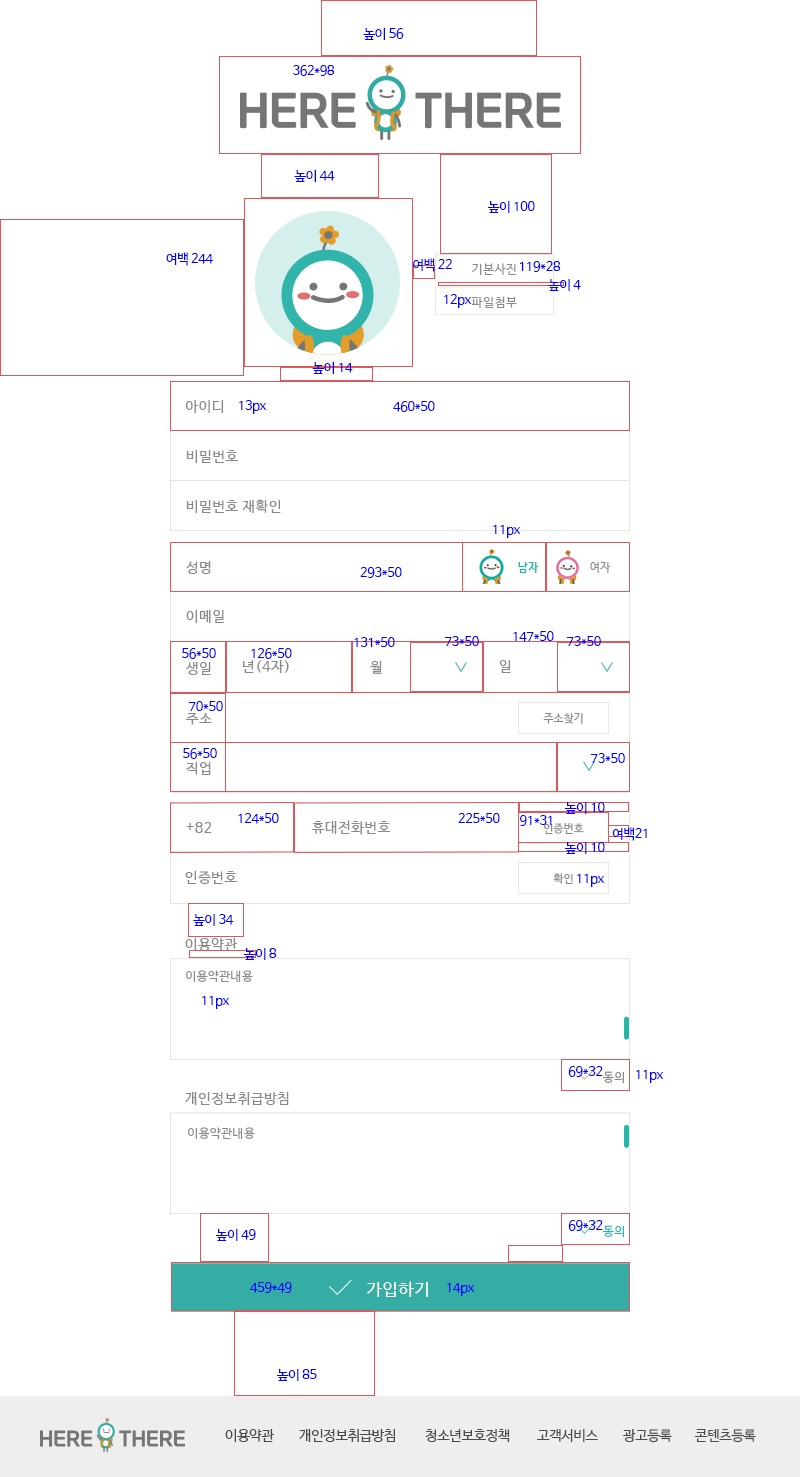 높이 56
362*98
HERE THERE
높이 44
높이 100
여백 244
여백 22
기본사진 119*28
높이 4
12px 파일첨부
높이 14
아이디 13px 460*50
비밀번호
비밀번호 재확인
11px
성명 293*50 남자 여자
이메일
56*50 126*50 131*50 73*50 147*50 73*50
생일 년(4자) 월 일
70*50
주소 주소찾기
56*50 73*50
직업
높이 10
+82 124*50 휴대전화번호 225*50 91*31 인증번호 여백21
높이 10
인증번호 확인 11px
높이 34
이용약관
높이 8
이용약관내용
11px
69*32 동의 11px
개인정보취급방침
이용약관내용
69*32 동의
높이 49
459*49 가입하기 14px
높이 85
HERE THERE 이용약관 개인정보취급방침 청소년보호정책 고객서비스 광고등록 콘텐츠등록